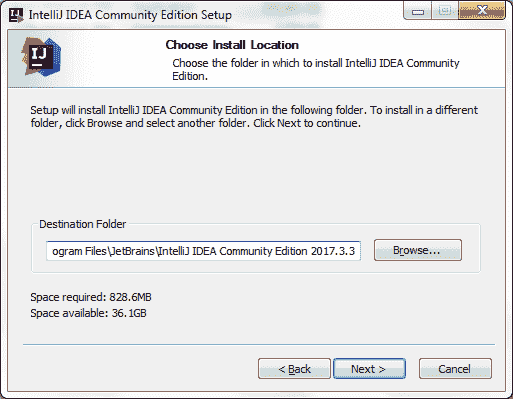 IntelliJ IDEA Community Edition Setup
IJ
Choose Install Location
Choose the folder in which to install IntelliJ IDEA Community
Edition.
Setup will install IntelliJ IDEA Community Edition in the following folder. To install in a different
folder, click Browse and select another folder. Click Next to continue.
Destination Folder
ogram Files\JetBrains\IntelliJ IDEA Community Edition 2017.3.3
Browse...
Space required: 828.6MB
Space available: 36.1GB
< Back
Next >
Cancel